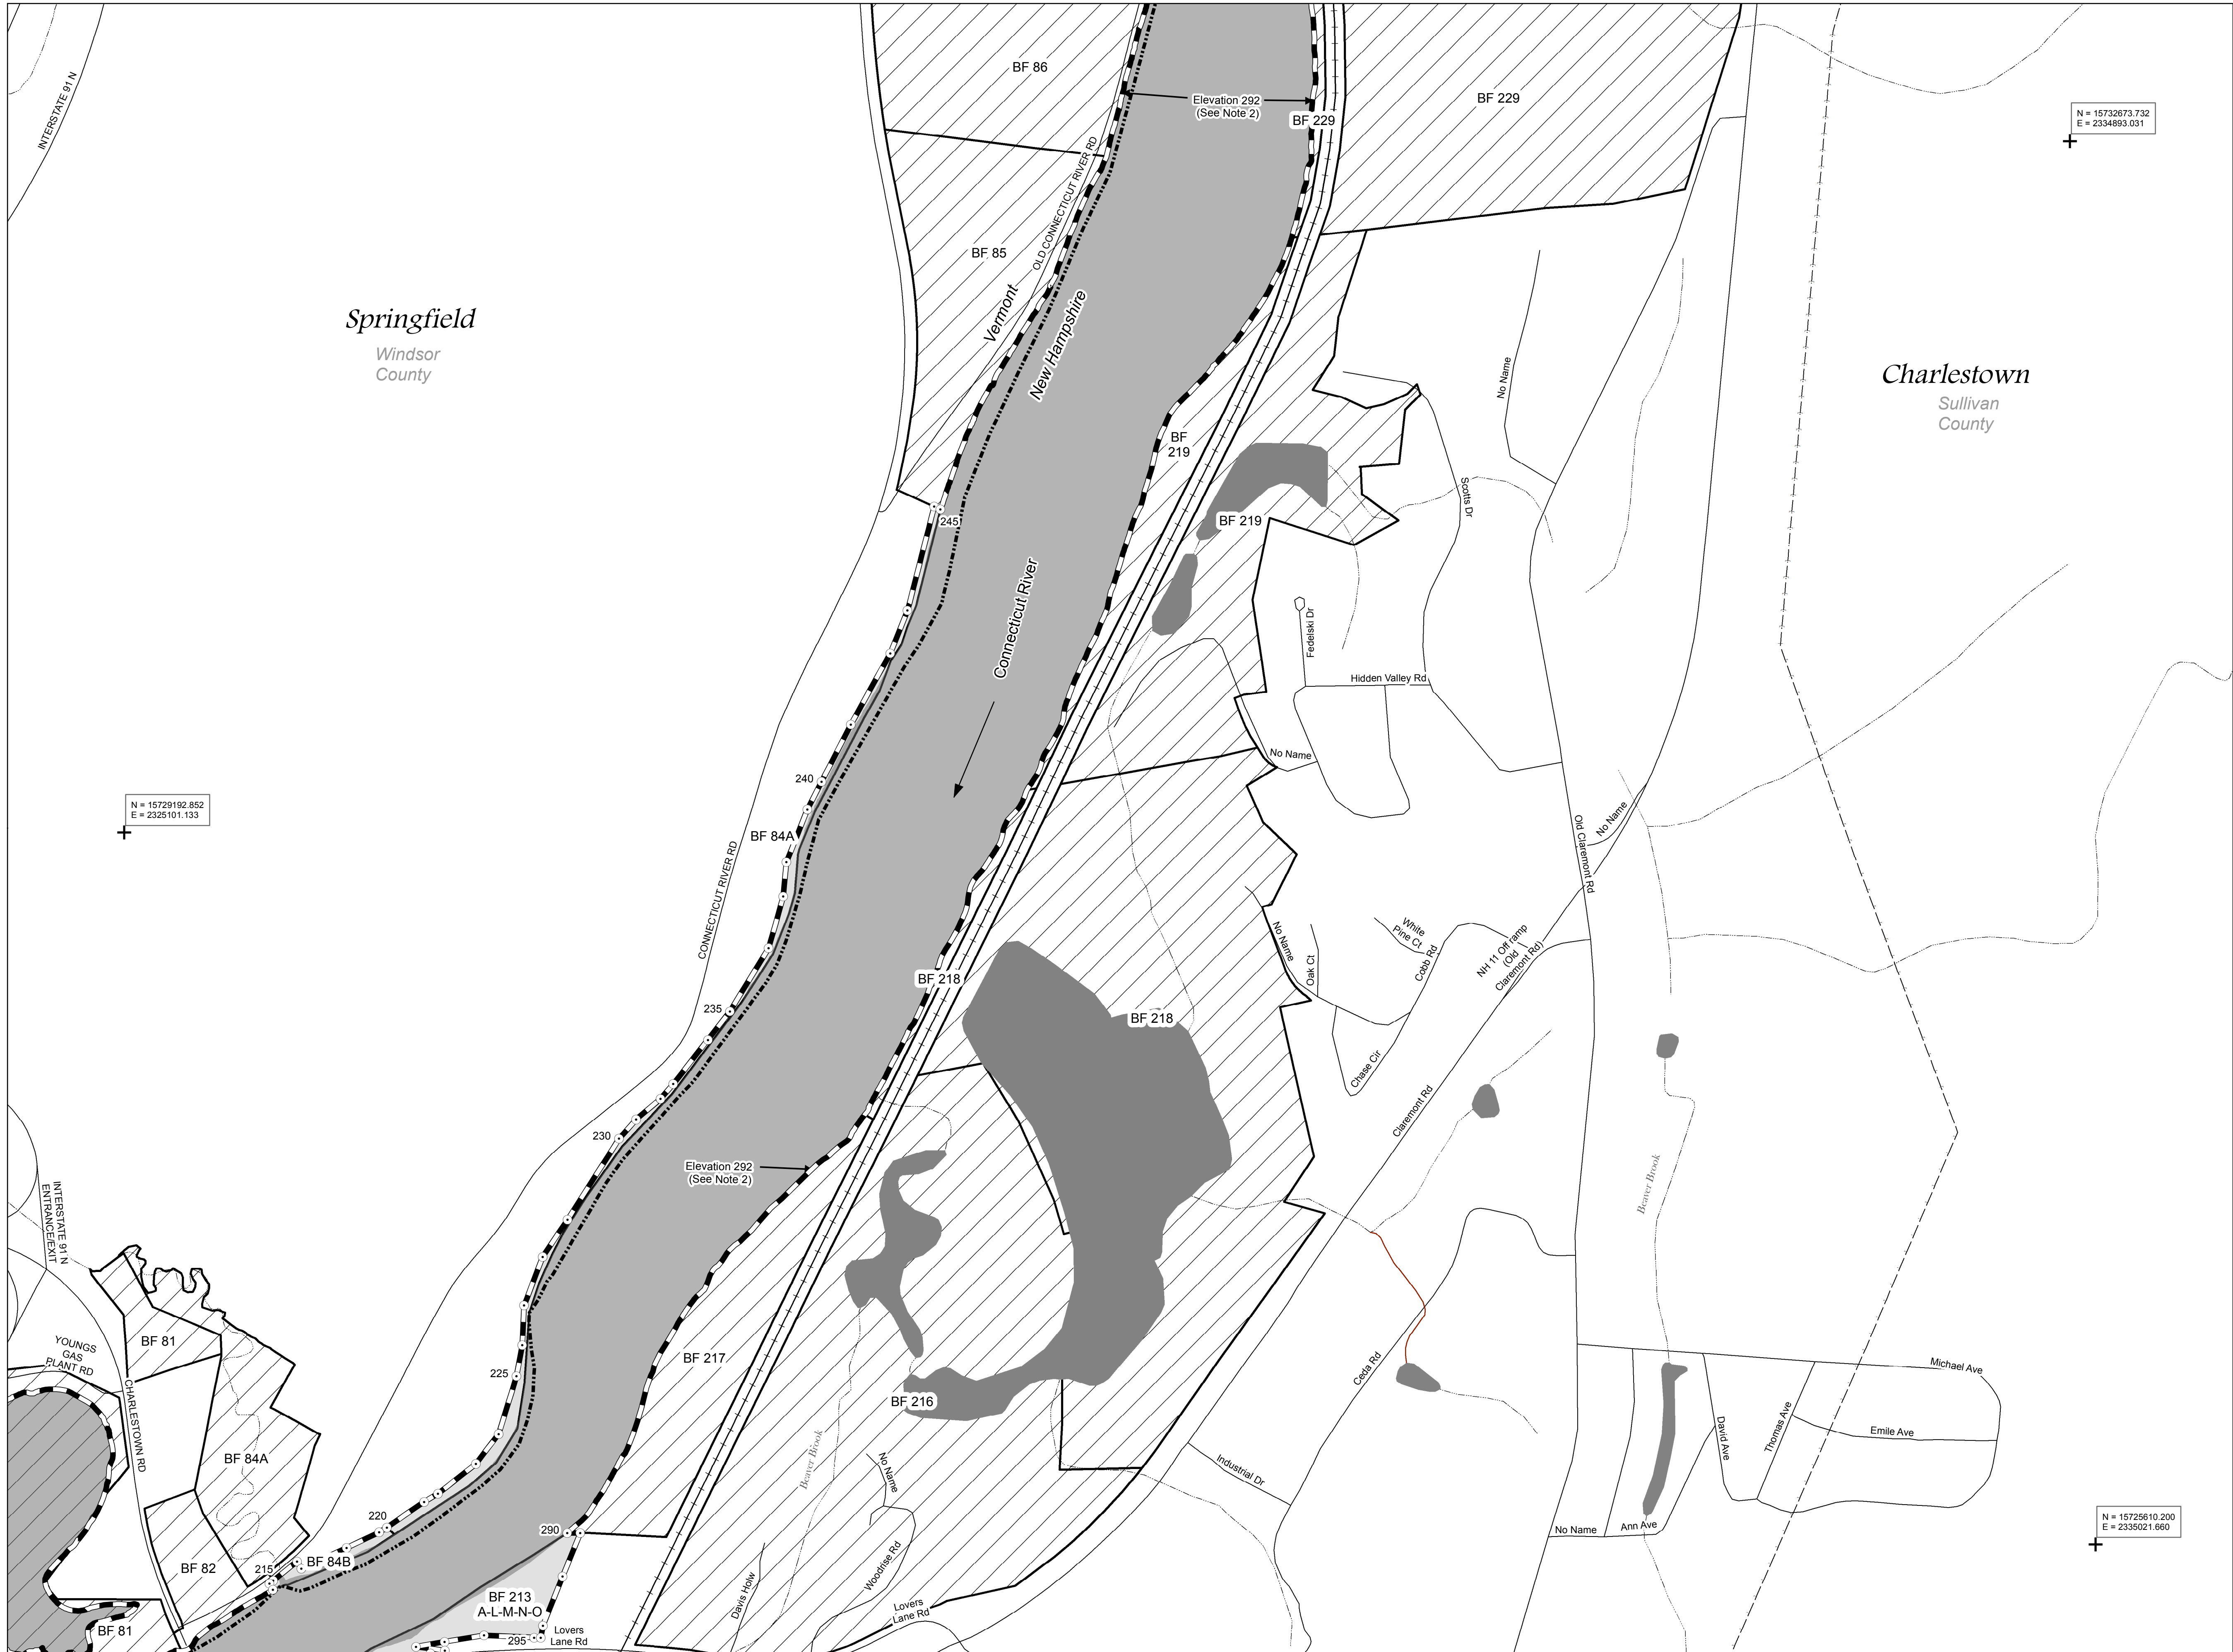 INTERSTATE 91 N
BF 86
Elevation 292
(See Note 2)
BF 229
BF 229
N = 15732673.732
E = 2334893.031
OLD CONNECTICUT RIVER RD
BF 85
Springfield
Windsor
County
Vermont
New Hampshire
No Name
Charlestown
Sullivan
County
BF
219
Scotts Dr
BF 219
245
Connecticut River
Fedelski Dr
Hidden Valley Rd
No Name
240
N = 15729192.852
E = 2325101.133
BF 84A
CONNECTICUT RIVER RD
Old Claremont Rd
No Name
No Name
Oak Ct
White
Pine Ct
Cobb Rd
NH 11 Off ramp
(Old
Claremont Rd)
BF 218
235
BF 218
Chase Cir
Claremont Rd
230
Elevation 292
(See Note 2)
Beaver Brook
INTERSTATE 91 N
ENTRANCE/EXIT
BF 81
YOUNGS
GAS
PLANT RD
CHARLESTOWN RD
225
BF 217
BF 216
Ceda Rd
Michael Ave
David Ave
Thomas Ave
Emile Ave
BF 84A
Beaver Brook
No Name
Industrial Dr
220
290
No Name
Ann Ave
N = 15725610.200
E = 2335021.660
BF 82
215
BF 84B
Woodrise Rd
Davis Holw
BF 213
A-L-M-N-O
Lovers
Lane Rd
BF 81
295
Lovers
Lane Rd